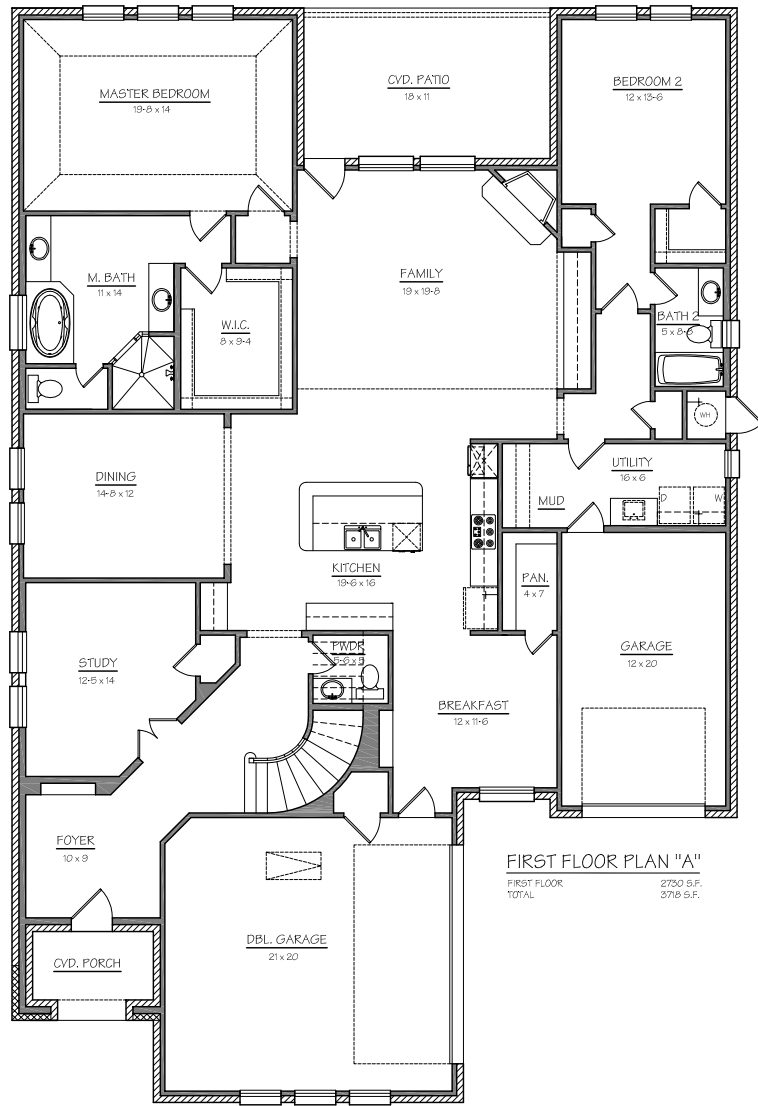 MASTER BEDROOM
19-8 x 14
CVD. PATIO
18 x 11
BEDROOM 2
12 x 13-6
M. BATH
11 x 14
W.I.C.
8 x 9-4
FAMILY
19 x 19-8
BATH 2
5 x 8-8
WH
DINING
14-8 x 12
UTILITY
16 x 6
MUD
D
W
KITCHEN
19-6 x 16
PAN.
4 x 7
STUDY
12-5 x 14
PWDR
5-6 x 5
GARAGE
12 x 20
BREAKFAST
12 x 11-6
FOYER
10 x 9
FIRST FLOOR PLAN "A"
FIRST FLOOR 2730 S.F.
TOTAL 3718 S.F.
DBL. GARAGE
21 x 20
CVD. PORCH